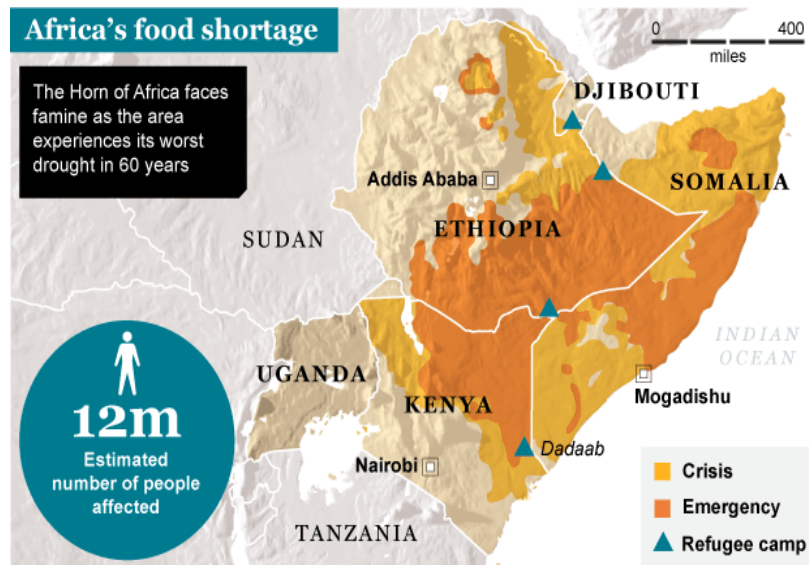 Africa's food shortage
The Horn of Africa faces
famine as the area
experiences its worst
drought in 60 years
0 400
miles
DJIBOUTI
Addis Ababa
SOMALIA
ETHIOPIA
SUDAN
INDIAN
OCEAN
UGANDA
KENYA
Mogadishu
Dadaab
Nairobi
TANZANIA
12m
Estimated
number of people
affected
Crisis
Emergency
Refugee camp